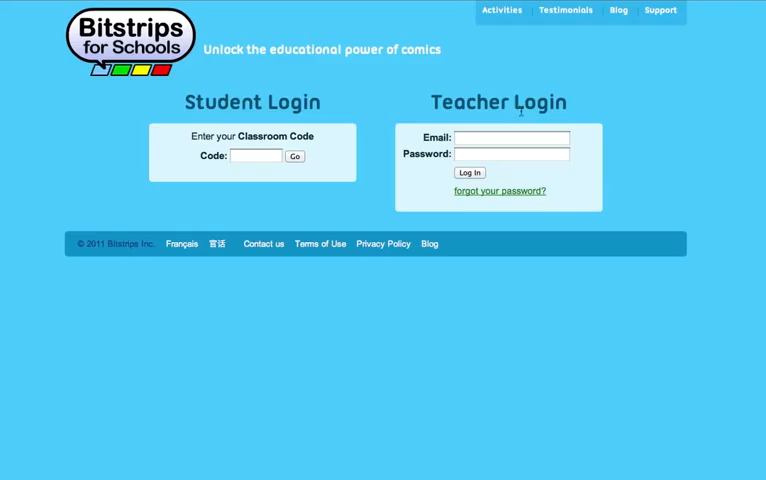 Activities
Testimonials
Blog
Support
Bitstrips
for Schools
Unlock the educational power of comics
Student Login
Enter your Classroom Code
Code:
Go
Teacher Login
Email:
Password:
Log In
forgot your password?
© 2011 Bitstrips Inc. Français 官话 Contact us Terms of Use Privacy Policy Blog